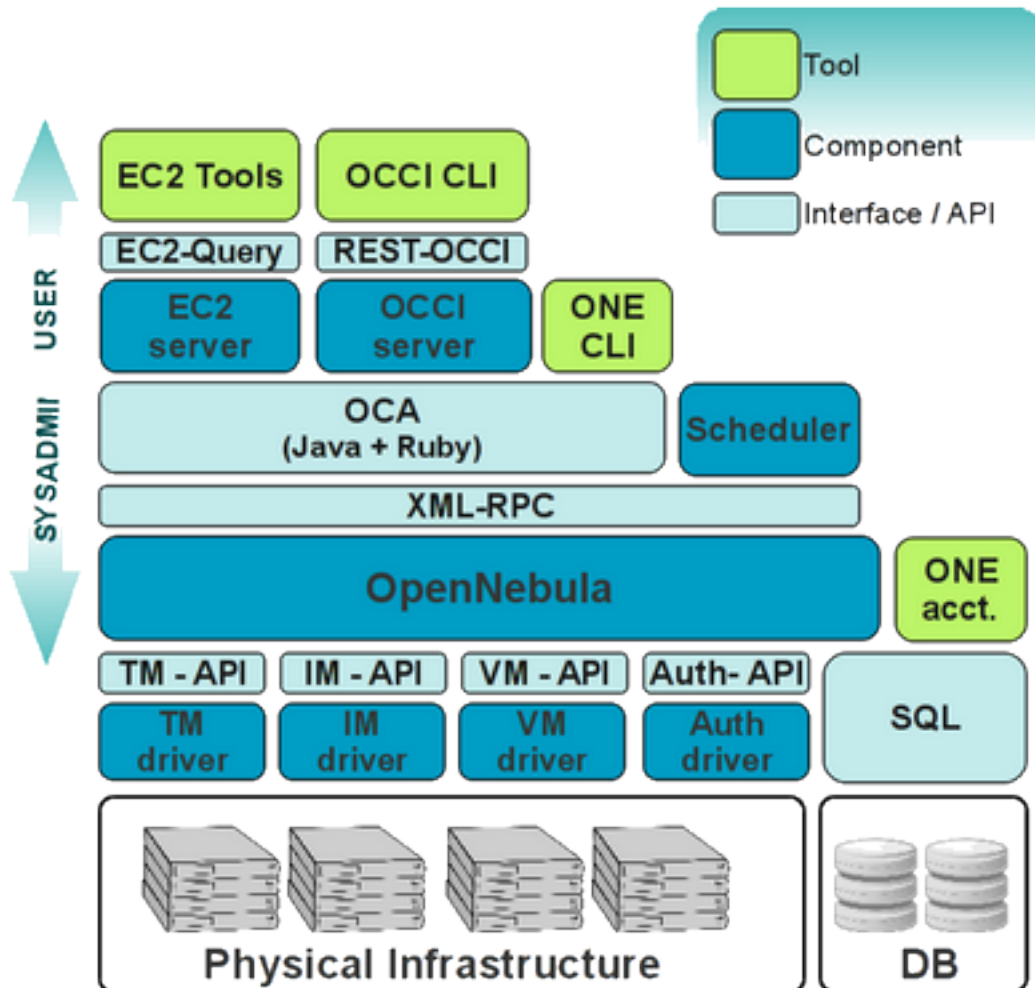 Tool
Component
Interface / API
EC2 Tools
OCCI CLI
EC2-Query
REST-OCCI
USER
EC2
server
OCCI
server
ONE
CLI
SYSADMII
OCA
(Java + Ruby)
Scheduler
XML-RPC
OpenNebula
ONE
acct.
TM - API
IM - API
VM - API
Auth- API
TM
driver
IM
driver
VM
driver
Auth
driver
SQL
Physical Infrastructure
DB